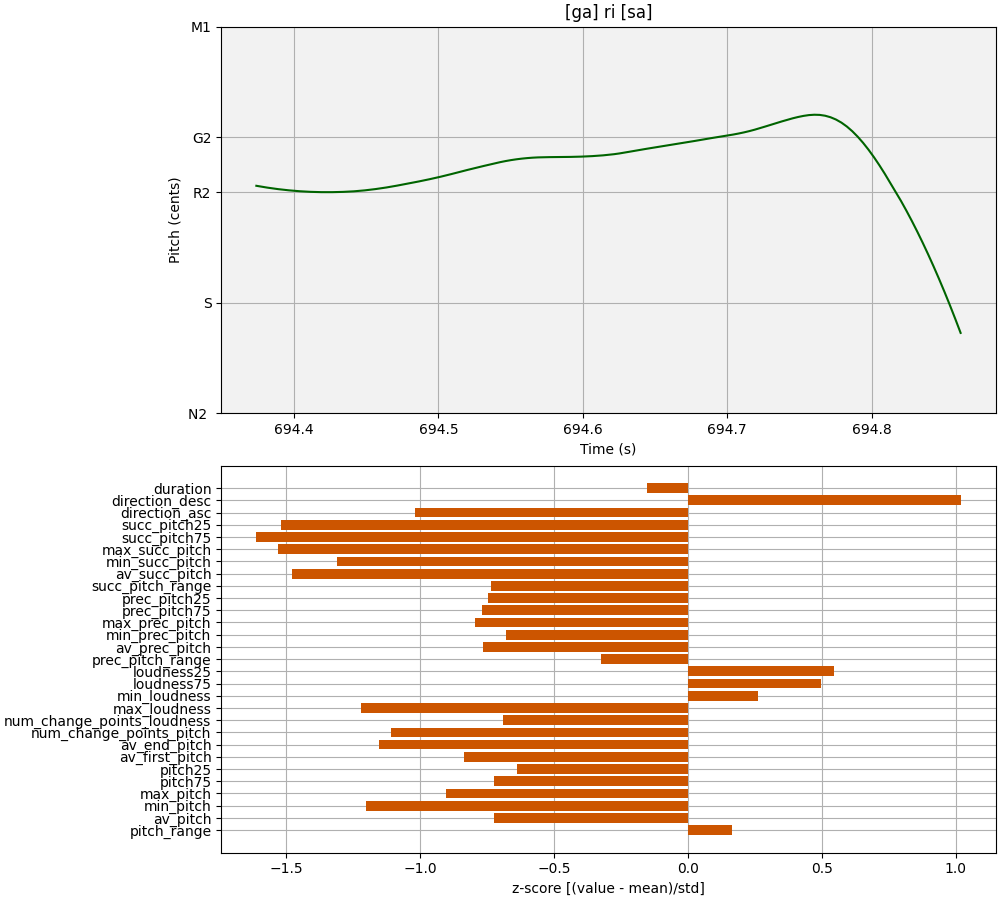 [ga] ri [sa]
M1
G2
R2
S
N2
Pitch (cents)
694.4 694.5 694.6 694.7 694.8
Time (s)
duration
direction_desc
direction_asc
succ_pitch25
succ_pitch75
max_succ_pitch
min_succ_pitch
av_succ_pitch
succ_pitch_range
prec_pitch25
prec_pitch75
max_prec_pitch
min_prec_pitch
av_prec_pitch
prec_pitch_range
loudness25
loudness75
min_loudness
max_loudness
num_change_points_loudness
num_change_points_pitch
av_end_pitch
av_first_pitch
pitch25
pitch75
max_pitch
min_pitch
av_pitch
pitch_range
−1.5 −1.0 −0.5 0.0 0.5 1.0
z-score [(value - mean)/std]